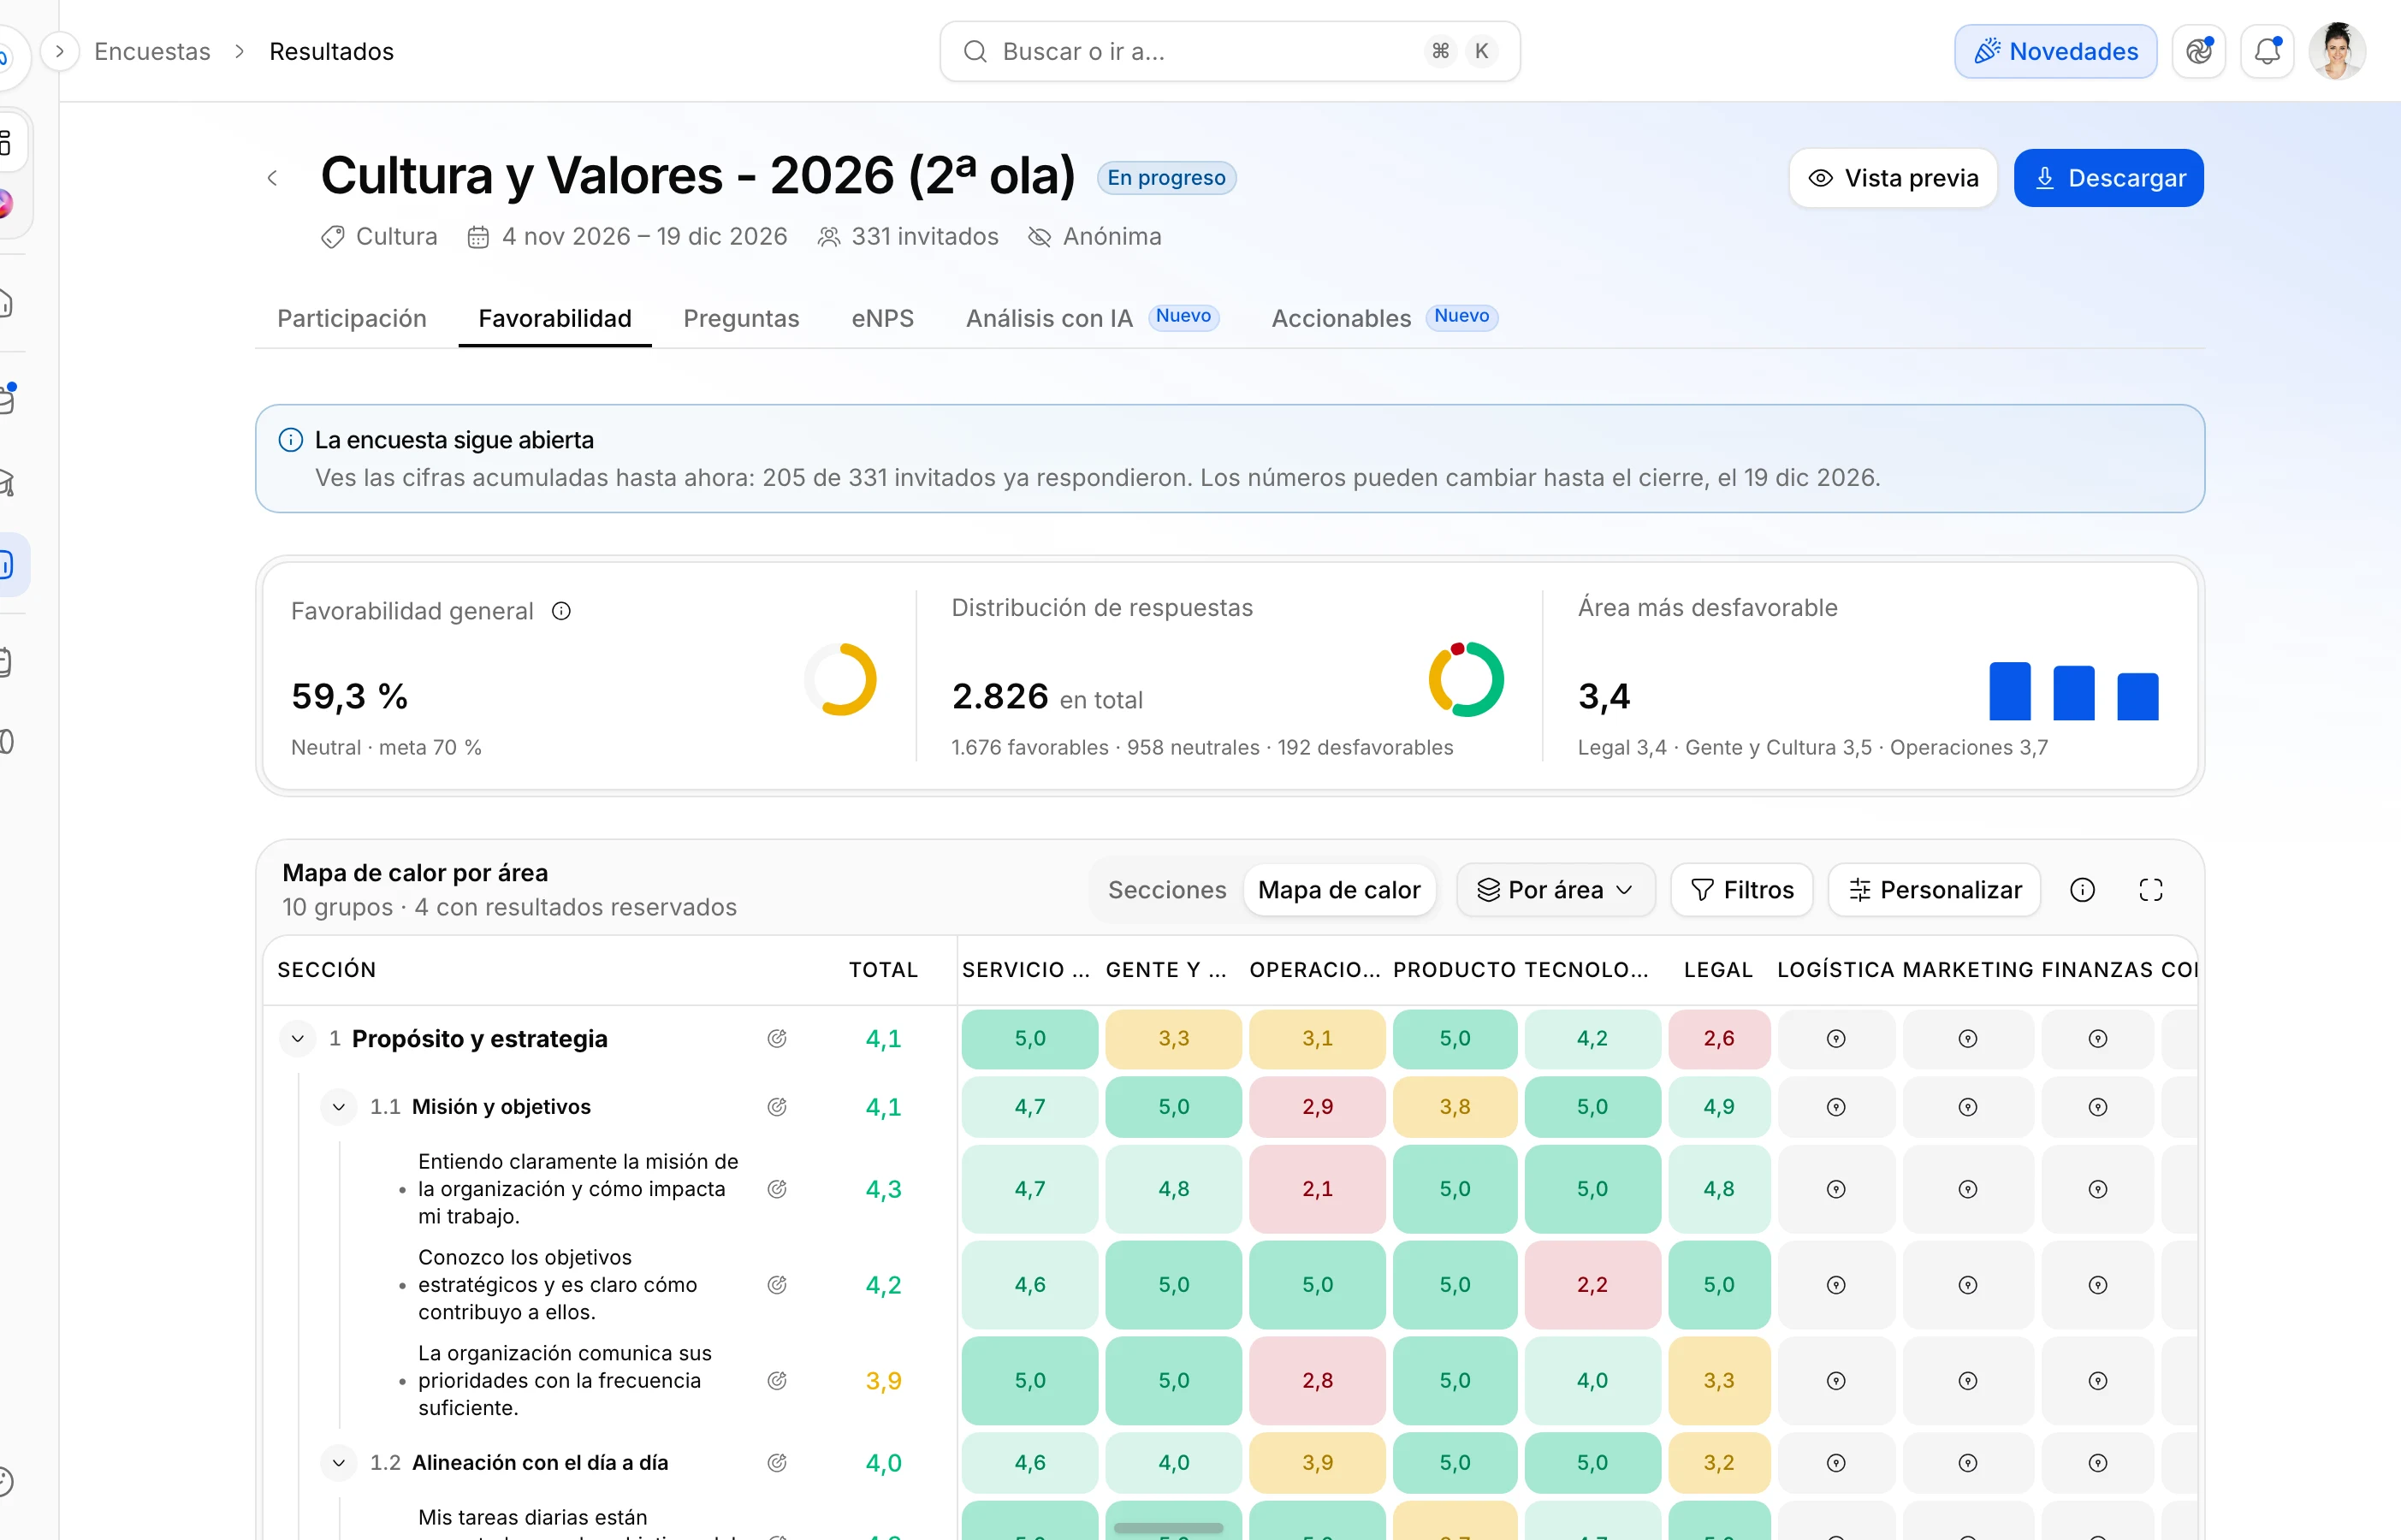 Encuestas > Resultados
Buscar o ir a...
⌘ K
Novedades
Cultura y Valores - 2026 (2ª ola)
En progreso
Vista previa
Descargar
Cultura
4 nov 2026 – 19 dic 2026
331 invitados
Anónima
Participación
Favorabilidad
Preguntas
eNPS
Análisis con IA
Nuevo
Accionables
Nuevo
La encuesta sigue abierta
Ves las cifras acumuladas hasta ahora: 205 de 331 invitados ya respondieron. Los números pueden cambiar hasta el cierre, el 19 dic 2026.
Favorabilidad general
59,3 %
Neutral · meta 70 %
Distribución de respuestas
2.826 en total
1.676 favorables · 958 neutrales · 192 desfavorables
Área más desfavorable
3,4
Legal 3,4 · Gente y Cultura 3,5 · Operaciones 3,7
Mapa de calor por área
10 grupos · 4 con resultados reservados
Secciones
Mapa de calor
Por área
Filtros
Personalizar
SECCIÓN TOTAL SERVICIO ... GENTE Y ... OPERACIO... PRODUCTO TECNOLO... LEGAL LOGÍSTICA MARKETING FINANZAS
1 Propósito y estrategia 4,1 5,0 3,3 3,1 5,0 4,2 2,6
1.1 Misión y objetivos 4,1 4,7 5,0 2,9 3,8 5,0 4,9
Entiendo claramente la misión de
• la organización y cómo impacta
mi trabajo.
4,3 4,7 4,8 2,1 5,0 5,0 4,8
Conozco los objetivos
• estratégicos y es claro cómo
contribuyo a ellos.
4,2 4,6 5,0 5,0 5,0 2,2 5,0
La organización comunica sus
• prioridades con la frecuencia
suficiente.
3,9 5,0 5,0 2,8 5,0 4,0 3,3
1.2 Alineación con el día a día 4,0 4,6 4,0 3,9 5,0 5,0 3,2
Mis tareas diarias están